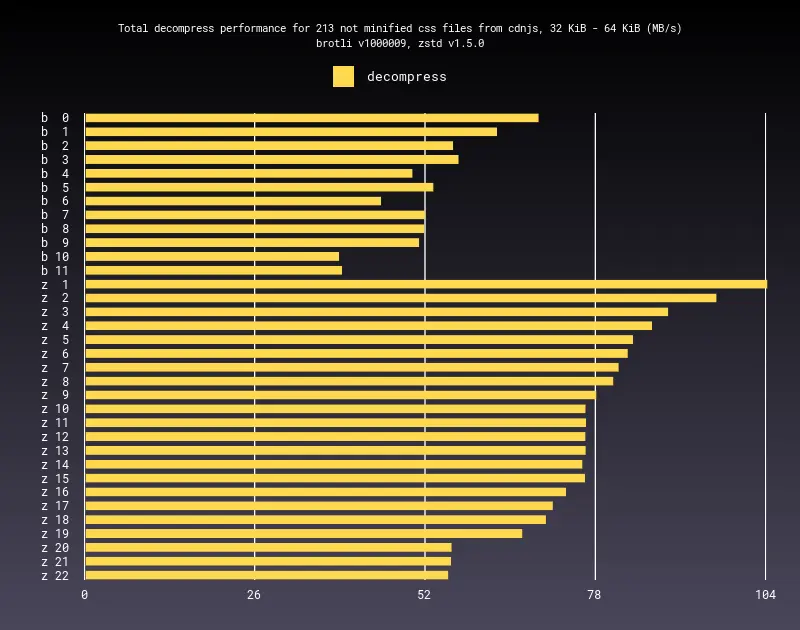 Total decompress performance for 213 not minified css files from cdnjs, 32 KiB - 64 KiB (MB/s)
brotli v1000009, zstd v1.5.0
decompress
b 0
b 1
b 2
b 3
b 4
b 5
b 6
b 7
b 8
b 9
b 10
b 11
z 1
z 2
z 3
z 4
z 5
z 6
z 7
z 8
z 9
z 10
z 11
z 12
z 13
z 14
z 15
z 16
z 17
z 18
z 19
z 20
z 21
z 22
0 26 52 78 104